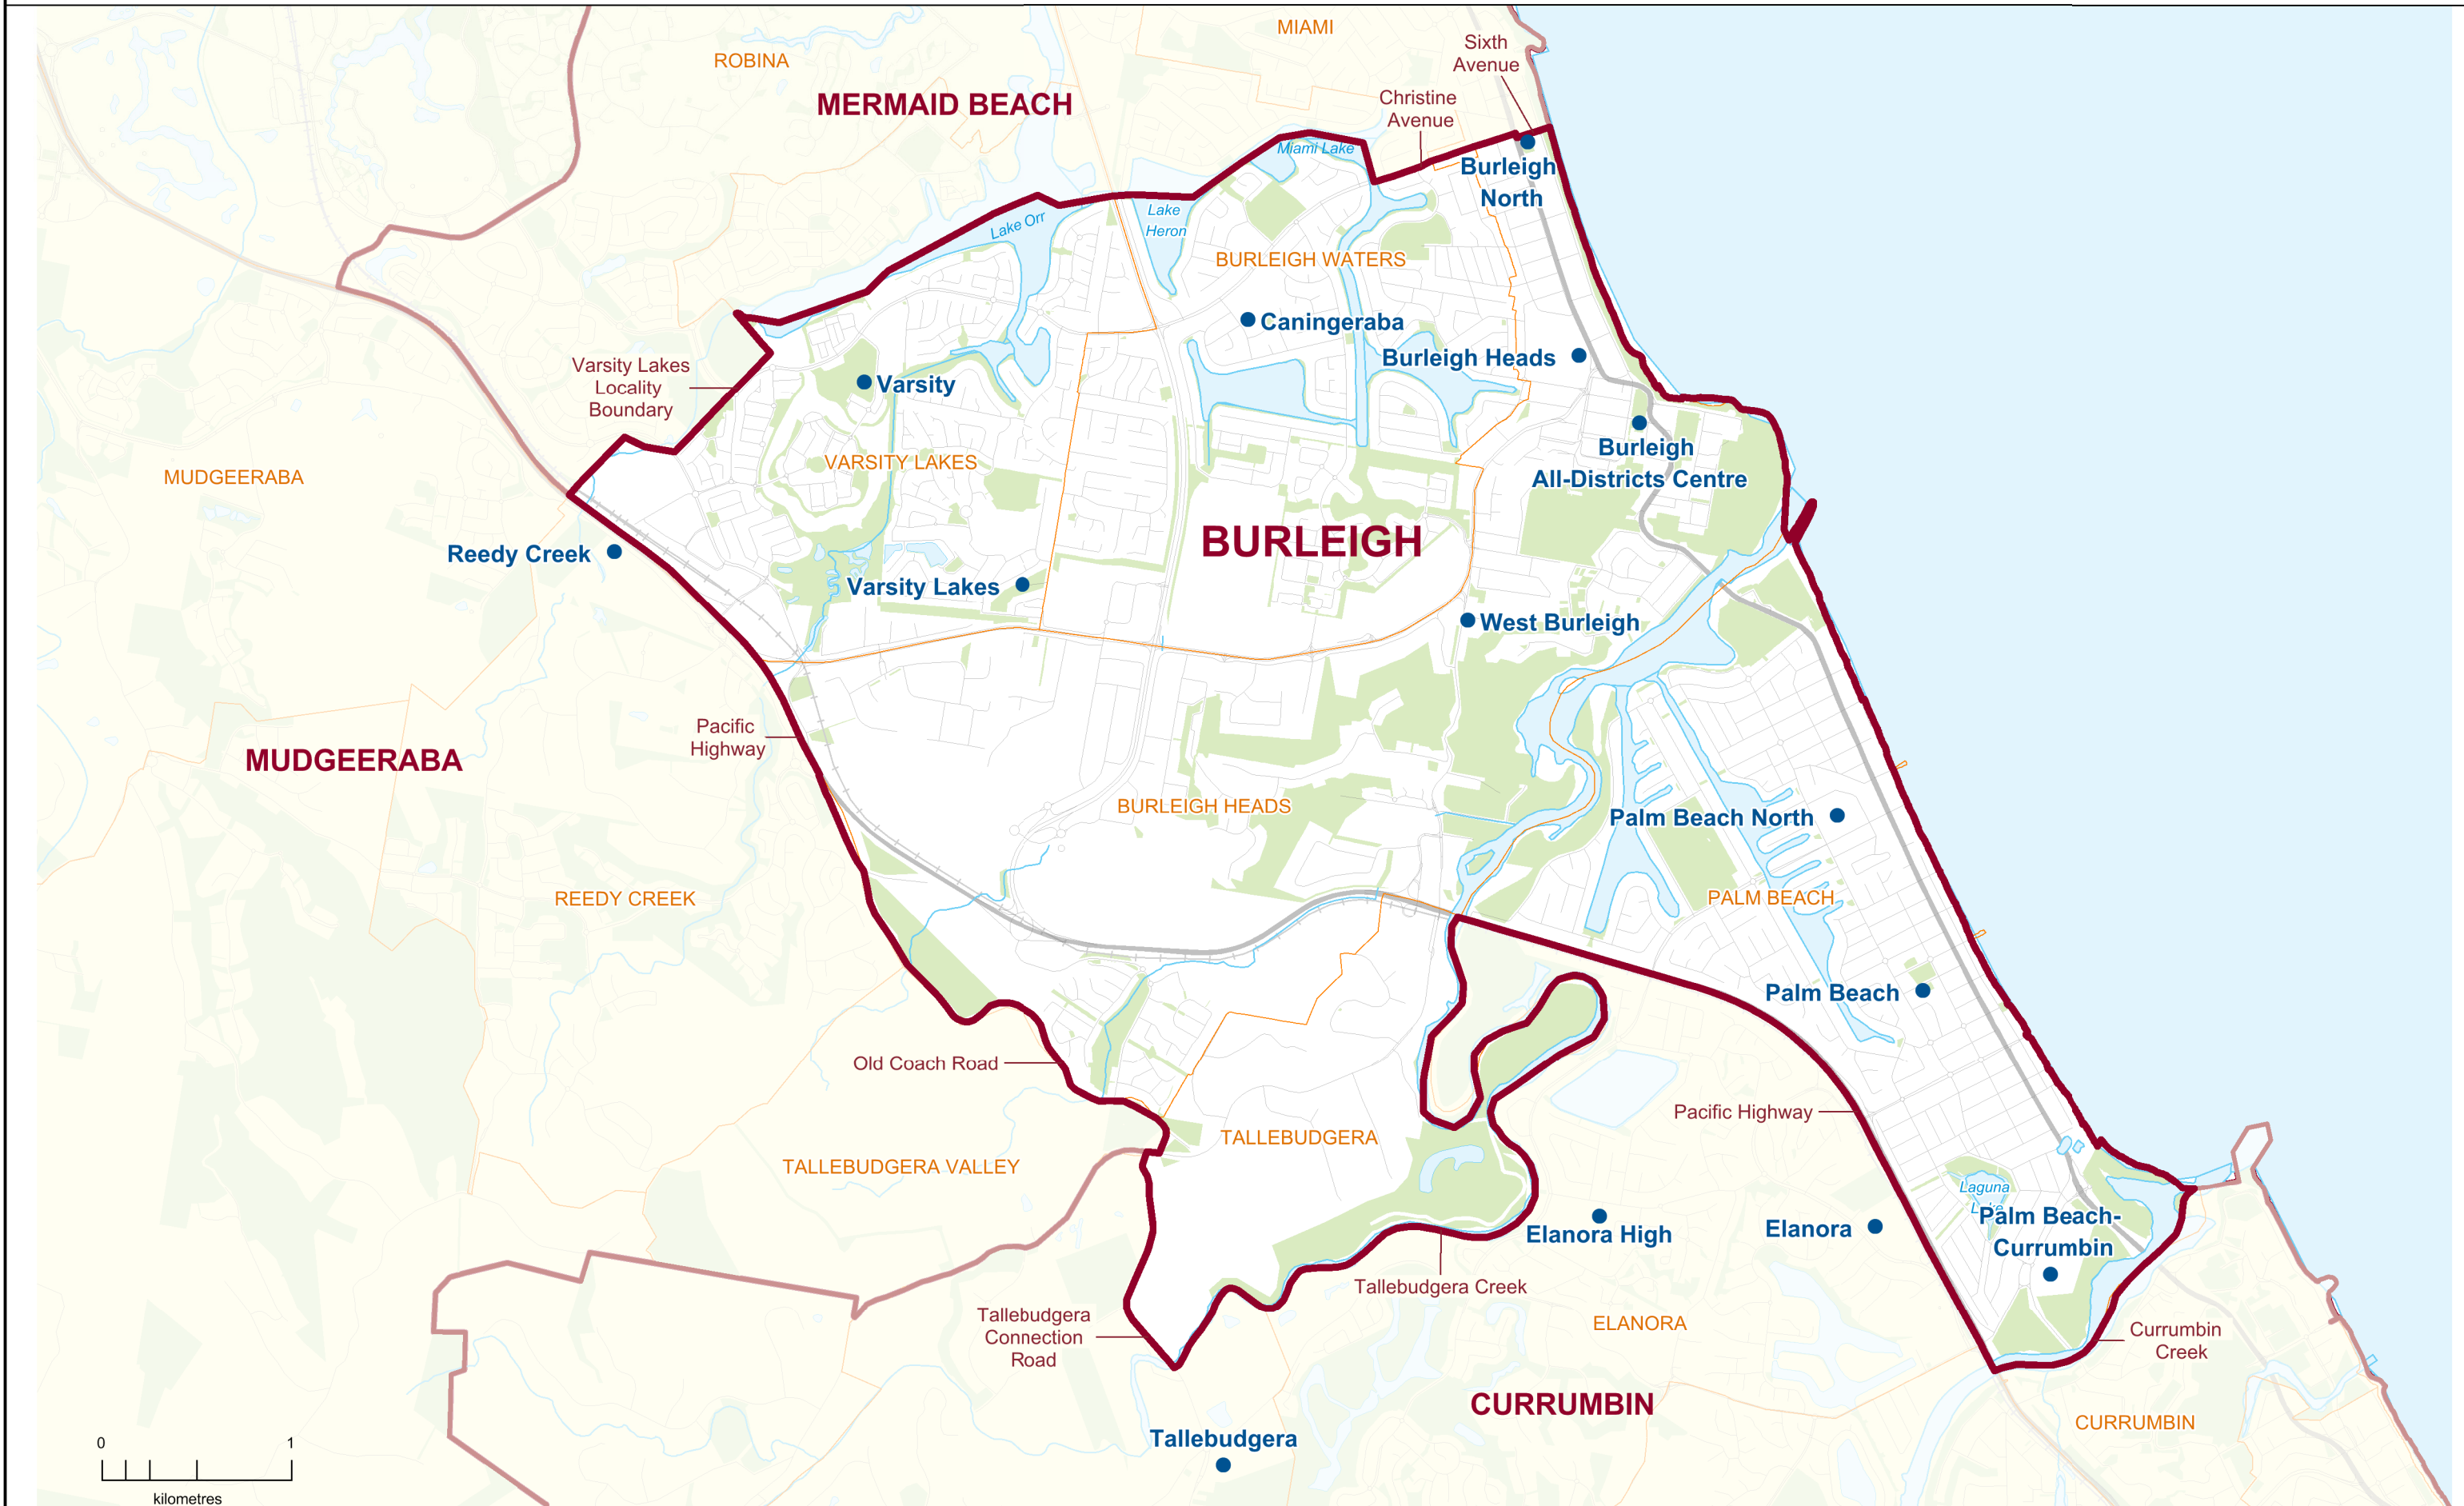 MIAMI
Sixth
Avenue
ROBINA
MERMAID BEACH
Christine
Avenue
Miami Lake
Burleigh
North
Lake
Heron
Lake Orr
BURLEIGH WATERS
Caningeraba
Burleigh Heads
Varsity Lakes
Locality
Boundary
Varsity
Burleigh
All-Districts Centre
VARSITY LAKES
MUDGEERABA
BURLEIGH
Reedy Creek
Varsity Lakes
West Burleigh
Pacific
Highway
MUDGEERABA
BURLEIGH HEADS
Palm Beach North
REEDY CREEK
PALM BEACH
Palm Beach
Old Coach Road
Pacific Highway
TALLEBUDGERA
TALLEBUDGERA VALLEY
Laguna
Lake
Palm Beach-
Currumbin
Elanora High
Elanora
Tallebudgera Creek
Tallebudgera
Connection
Road
ELANORA
Currumbin
Creek
CURRUMBIN
CURRUMBIN
Tallebudgera
0 1
kilometres